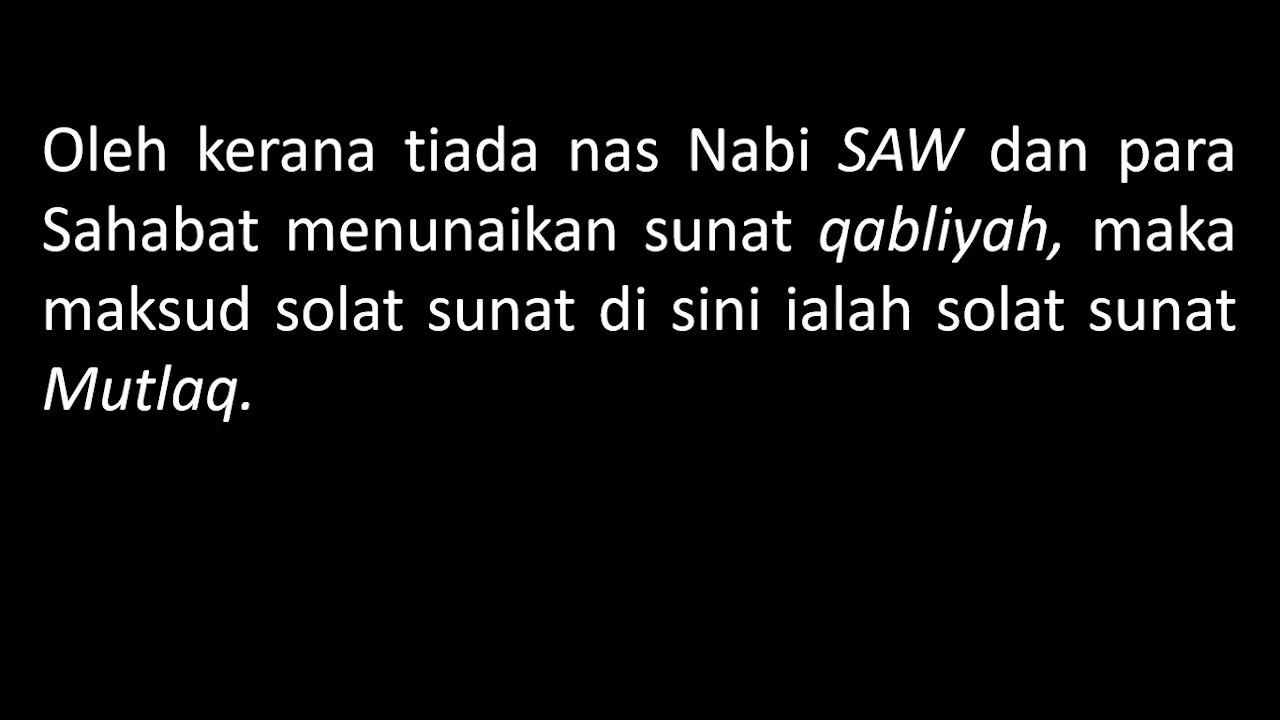 Oleh kerana tiada nas Nabi SAW dan para
Sahabat menunaikan sunat qabliyah, maka
maksud solat sunat di sini ialah solat sunat
Mutlaq.